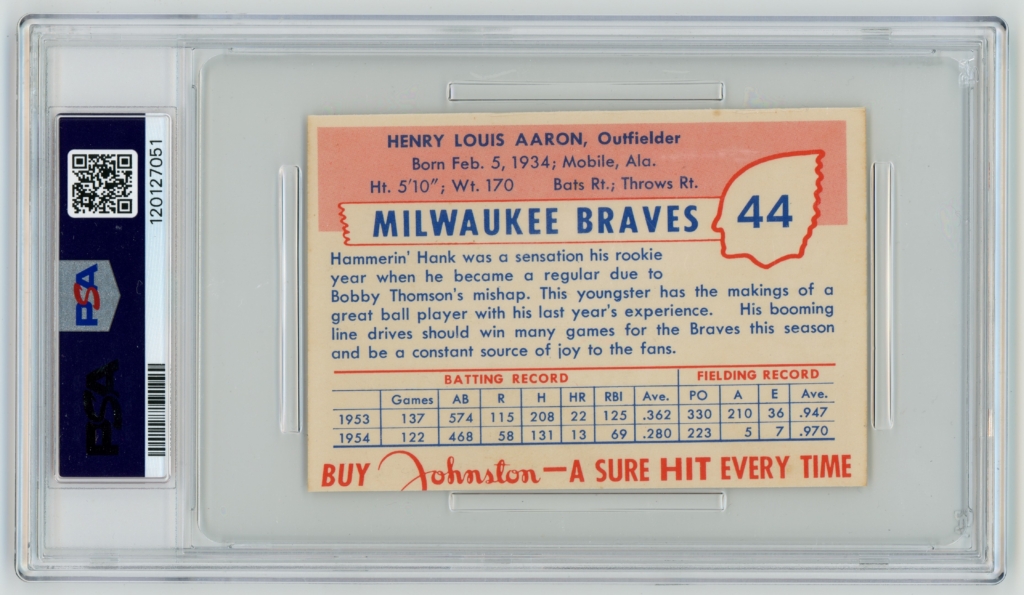 120127051
PSA
PSA
HENRY LOUIS AARON, Outfielder
Born Feb. 5, 1934; Mobile, Ala.
Ht. 5'10"; Wt. 170 Bats Rt.; Throws Rt.
MILWAUKEE BRAVES
44
Hammerin' Hank was a sensation his rookie
year when he became a regular due to
Bobby Thomson's mishap. This youngster has the makings of a
great ball player with his last year's experience. His booming
line drives should win many games for the Braves this season
and be a constant source of joy to the fans.
BATTING RECORD FIELDING RECORD
Games AB R H HR RBI Ave. PO A E Ave.
1953 137 574 115 208 22 125 .362 330 210 36 .947
1954 122 468 58 131 13 69 .280 223 5 7 .970
BUY Johnston—A SURE HIT EVERY TIME